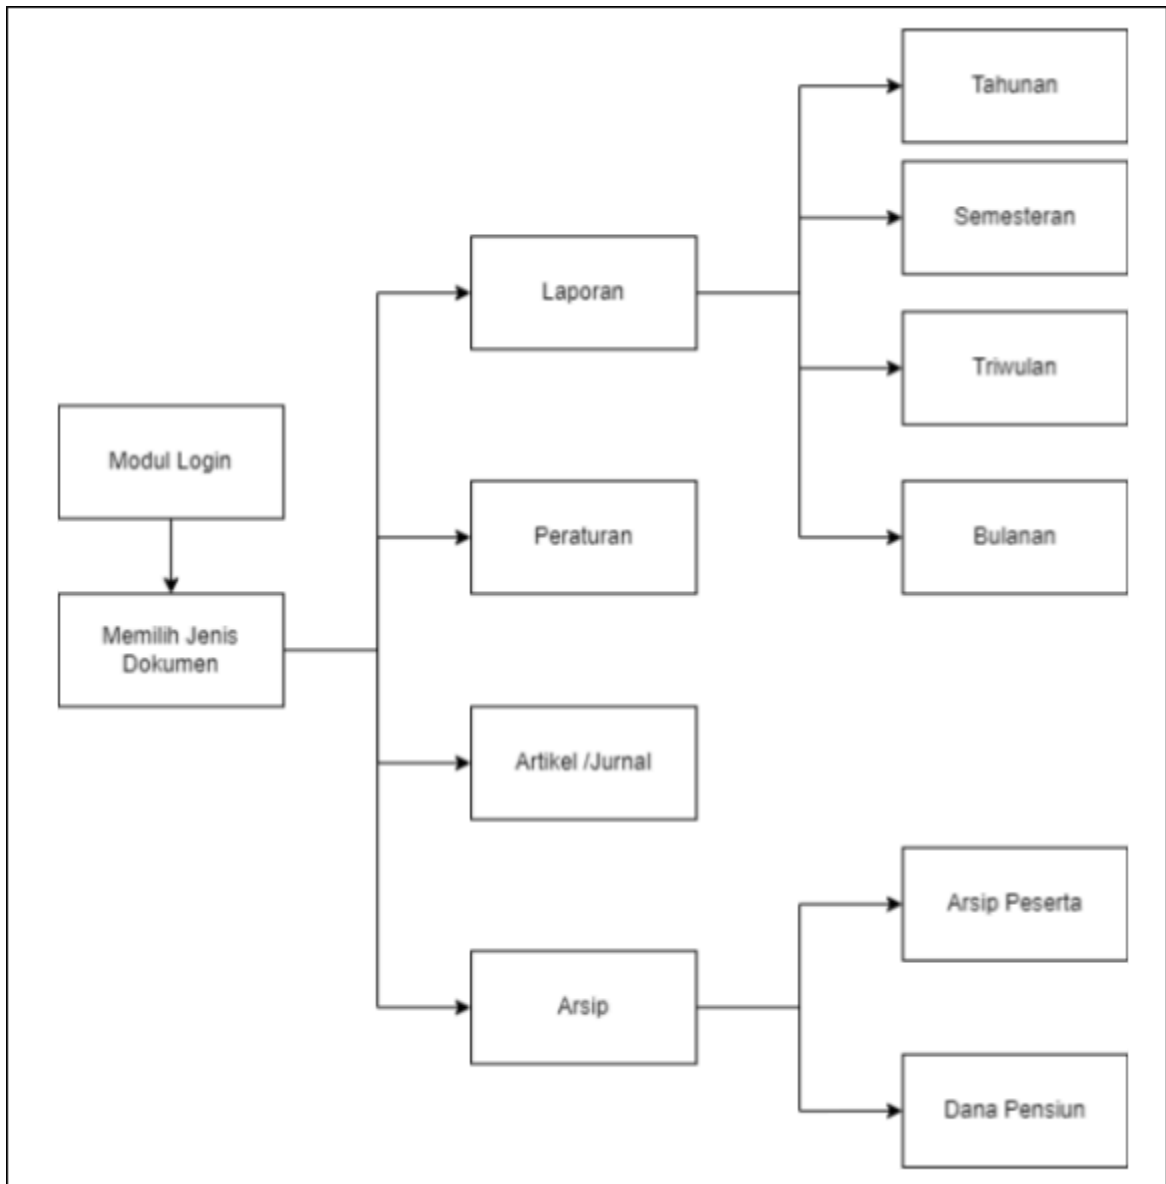 Modul Login
Memilih Jenis
Dokumen
Laporan
Peraturan
Artikel /Jurnal
Arsip
Tahunan
Semesteran
Triwulan
Bulanan
Arsip Peserta
Dana Pensiun